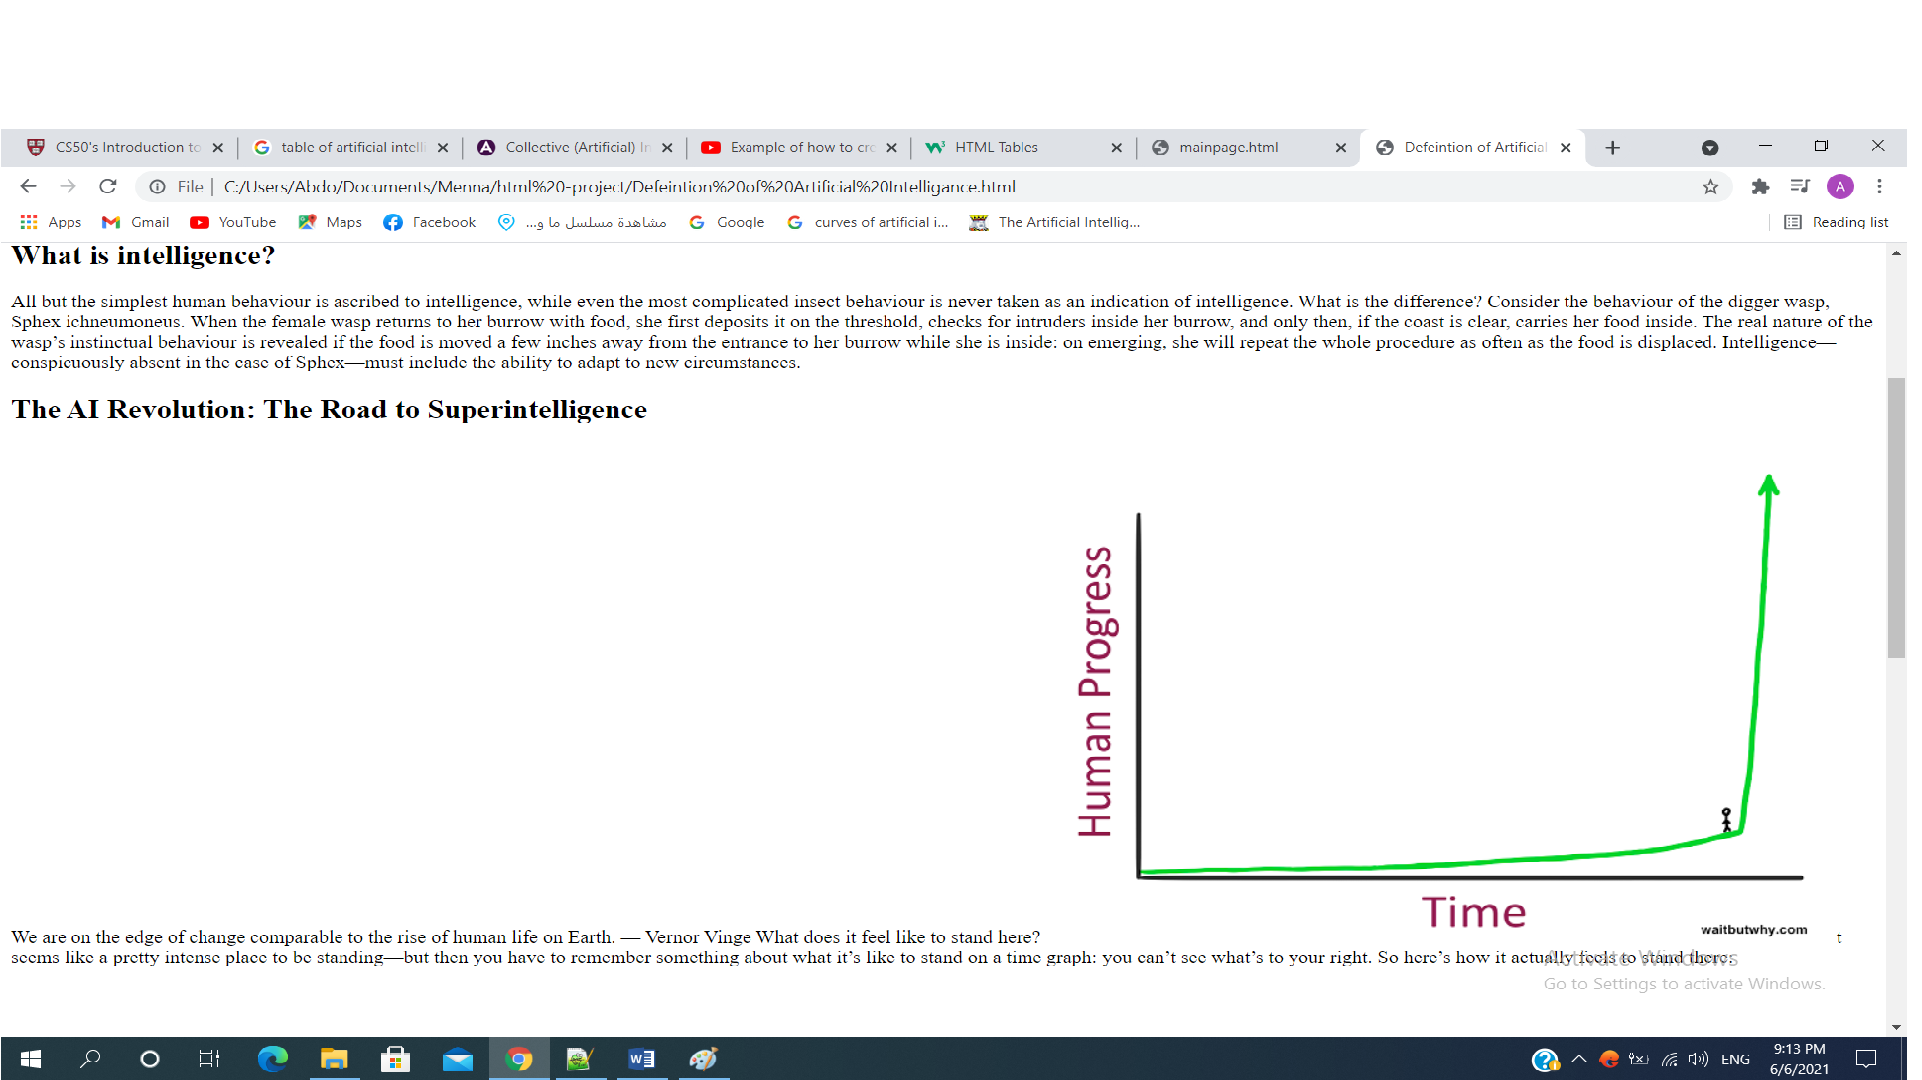 CS50's Introduction to
table of artificial intelli
Collective (Artificial) In
Example of how to cre
HTML Tables
mainpage.html
Defeintion of Artificial
File | C:/Users/Abdo/Documents/Menna/html%20-project/Defeintion%20of%20Artificial%20Intelligance.html
A
Apps
Gmail
YouTube
Maps
Facebook
مشاهدة مسلسل ما و...
Google
curves of artificial i...
The Artificial Intellig...
Reading list
What is intelligence?
All but the simplest human behaviour is ascribed to intelligence, while even the most complicated insect behaviour is never taken as an indication of intelligence. What is the difference? Consider the behaviour of the digger wasp,
Sphex ichneumoneus. When the female wasp returns to her burrow with food, she first deposits it on the threshold, checks for intruders inside her burrow, and only then, if the coast is clear, carries her food inside. The real nature of the
wasp’s instinctual behaviour is revealed if the food is moved a few inches away from the entrance to her burrow while she is inside: on emerging, she will repeat the whole procedure as often as the food is displaced. Intelligence—
conspicuously absent in the case of Sphex—must include the ability to adapt to new circumstances.
The AI Revolution: The Road to Superintelligence
Human Progress
Time
waitbutwhy.com
We are on the edge of change comparable to the rise of human life on Earth. — Vernor Vinge What does it feel like to stand here? t
seems like a pretty intense place to be standing—but then you have to remember something about what it’s like to stand on a time graph: you can’t see what’s to your right. So here’s how it actually feels to stand there:
Activate Windows
Go to Settings to activate Windows.
ENG
9:13 PM
6/6/2021